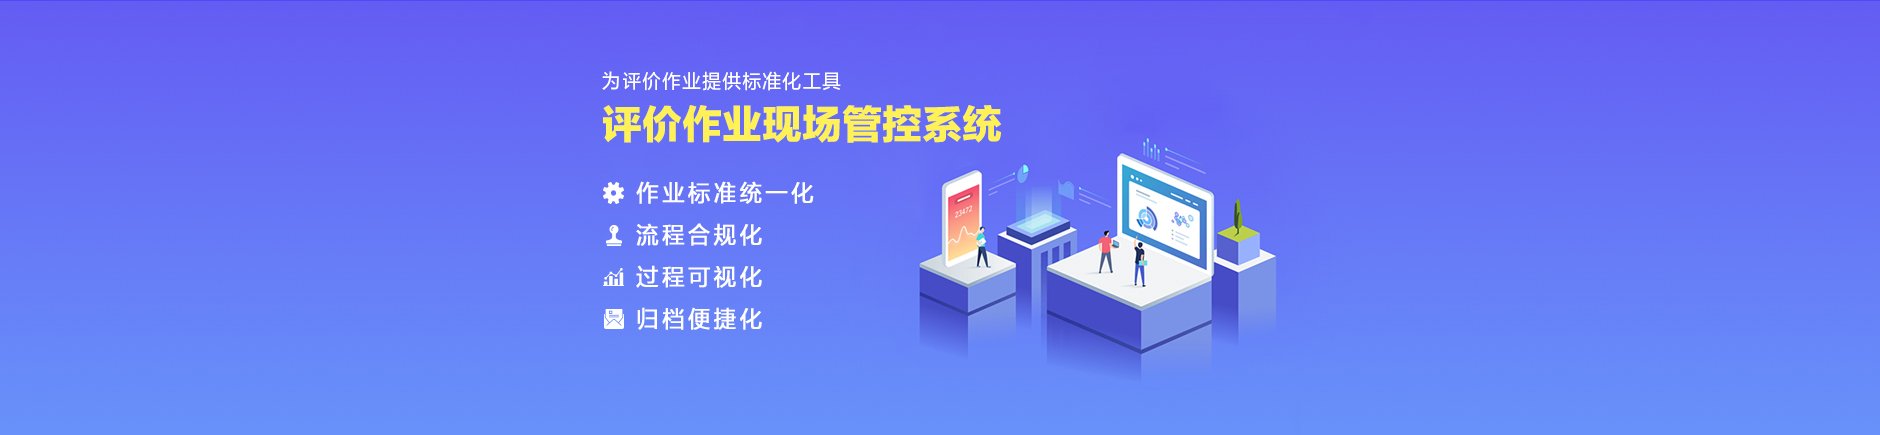 为评价作业提供标准化工具
评价作业现场管控系统
作业标准统一化
流程合规化
过程可视化
归档便捷化
23472